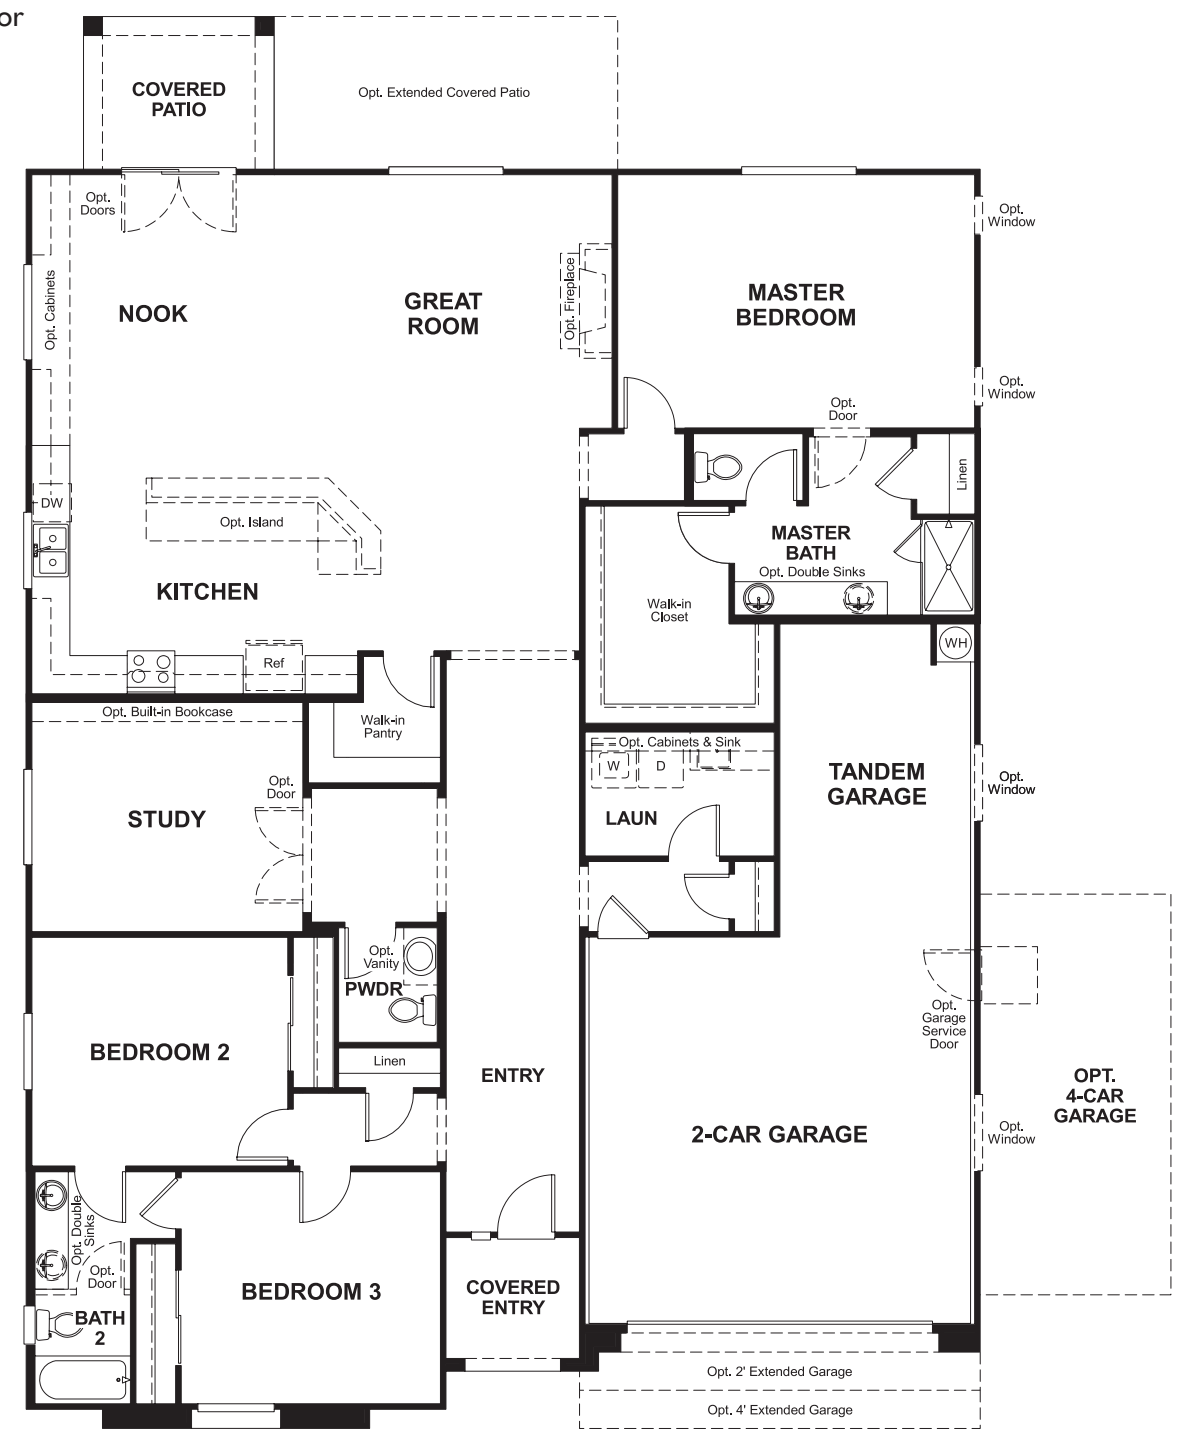 or
COVERED
PATIO
Opt. Extended Covered Patio
Opt.
Doors
Opt.
Window
Opt. Cabinets
NOOK
GREAT
ROOM
Opt. Fireplace
MASTER
BEDROOM
Opt.
Window
Opt.
Door
Linen
DW
Opt. Island
MASTER
BATH
Opt. Double Sinks
KITCHEN
Walk-in
Closet
Ref
WH
Opt. Built-in Bookcase
Walk-in
Pantry
Opt. Cabinets & Sink
W
D
TANDEM
GARAGE
Opt.
Window
Opt.
Door
STUDY
LAUN
Opt.
Vanity
PWDR
Opt.
Garage
Service
Door
BEDROOM 2
Linen
ENTRY
OPT.
4-CAR
GARAGE
2-CAR GARAGE
Opt.
Window
Opt. Double
Sinks
Opt.
Door
BEDROOM 3
COVERED
ENTRY
BATH
2
Opt. 2' Extended Garage
Opt. 4' Extended Garage